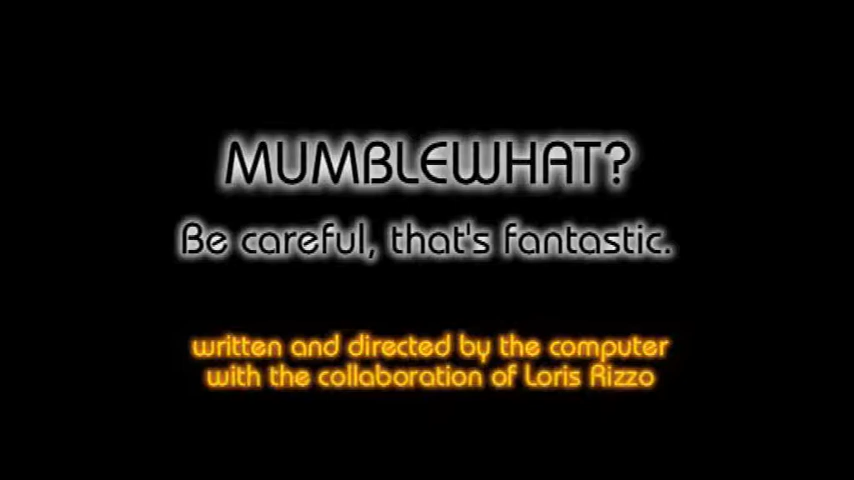 MUMBLEWHAT?
Be careful, that's fantastic.
written and directed by the computer
with the collaboration of Loris Rizzo